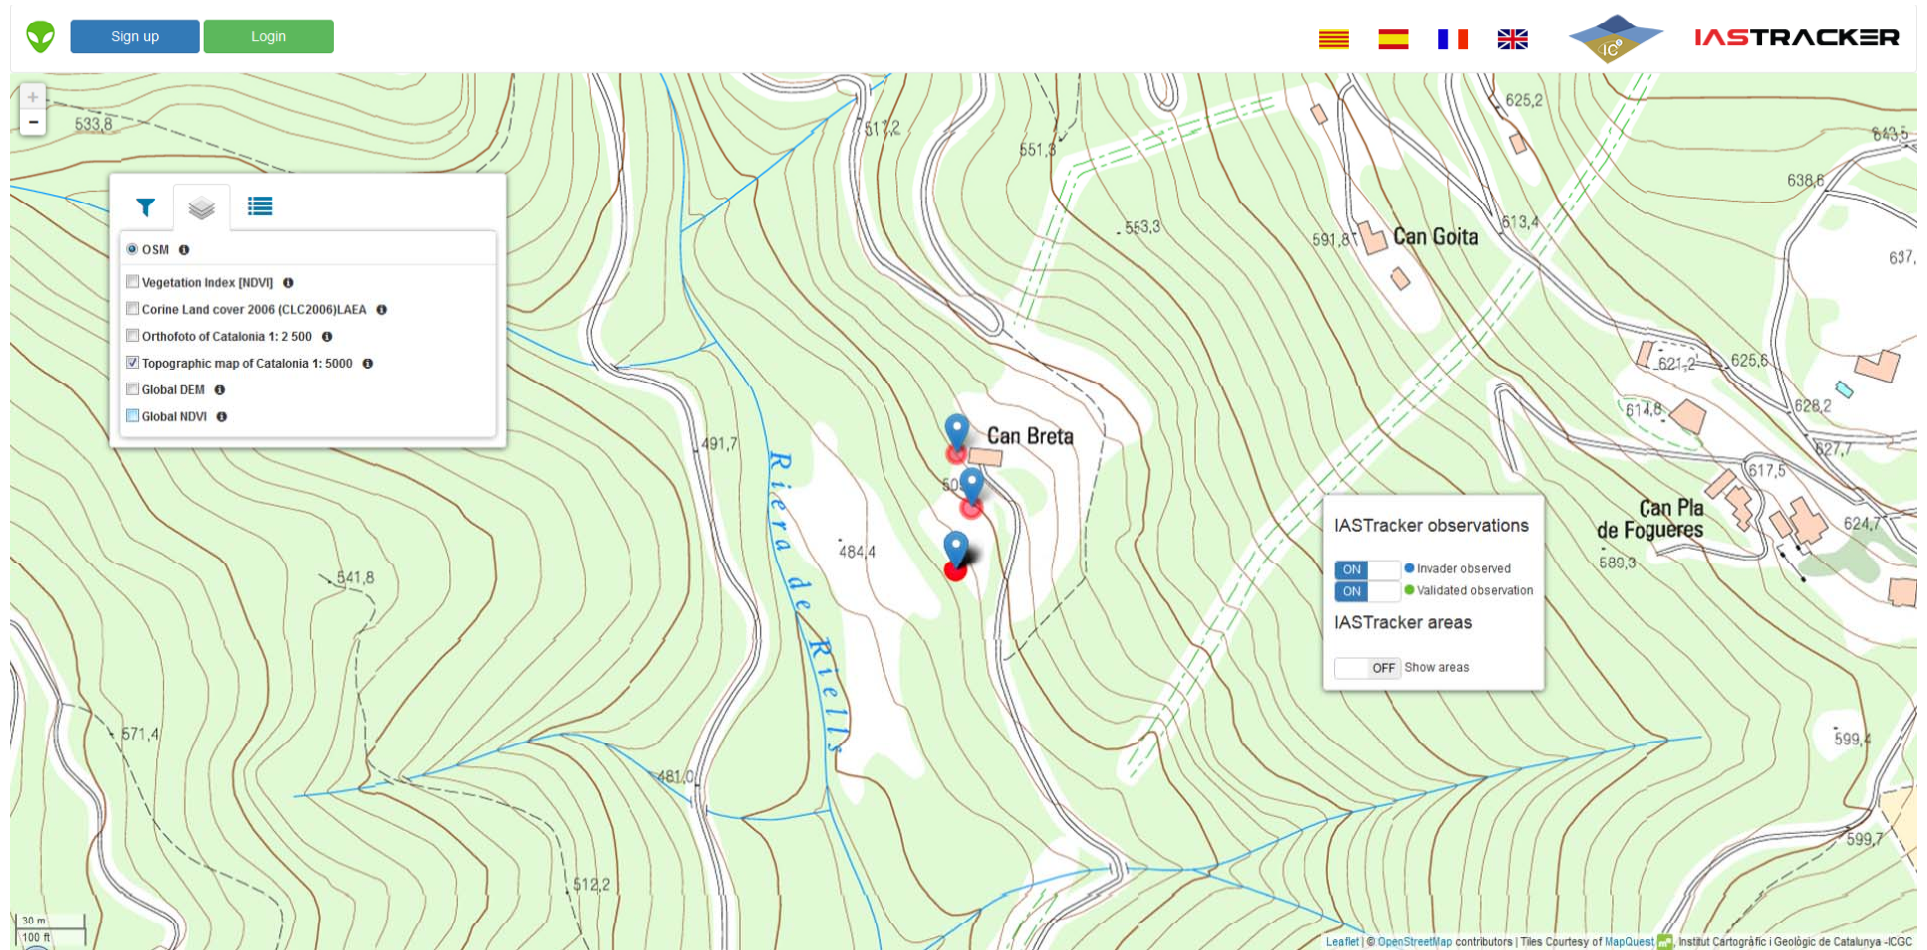 Sign up
Login
IC
IASTRACKER
+
-
533,8
517,2
551,3
625,2
643,5
638,6
553,3
591,8
Can Goita
613,4
OSM
Vegetation Index [NDVI]
Corine Land cover 2006 (CLC2006)LAEA
Orthofoto of Catalonia 1: 2 500
Topographic map of Catalonia 1: 5000
Global DEM
Global NDVI
621,2
625,6
614,8
628,2
627,7
491,7
Can Breta
617,5
Riera de Riells
484,4
Can Pla
de Fogueres
624,7
589,3
541,8
IASTracker observations
ON Invader observed
ON Validated observation
IASTracker areas
OFF Show areas
571,4
599,4
481,0
599,7
512,2
30 m
100 ft
Leaflet | © OpenStreetMap contributors | Tiles Courtesy of MapQuest , Institut Cartogràfic i Geològic de Catalunya -ICGC